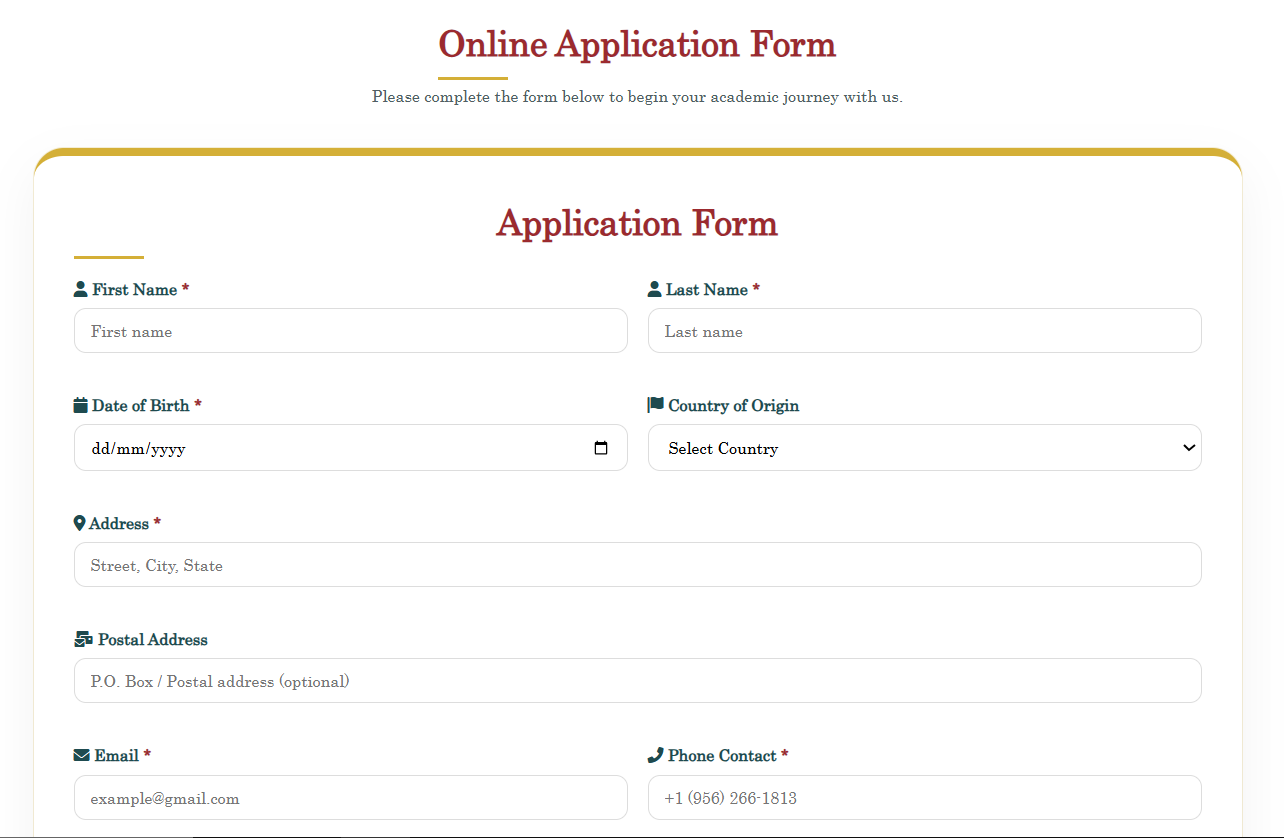 Online Application Form
Please complete the form below to begin your academic journey with us.
Application Form
First Name *
Last Name *
First name
Last name
Date of Birth *
Country of Origin
dd/mm/yyyy
Select Country
Address *
Street, City, State
Postal Address
P.O. Box / Postal address (optional)
Email *
Phone Contact *
example@gmail.com
+1 (956) 266-1813